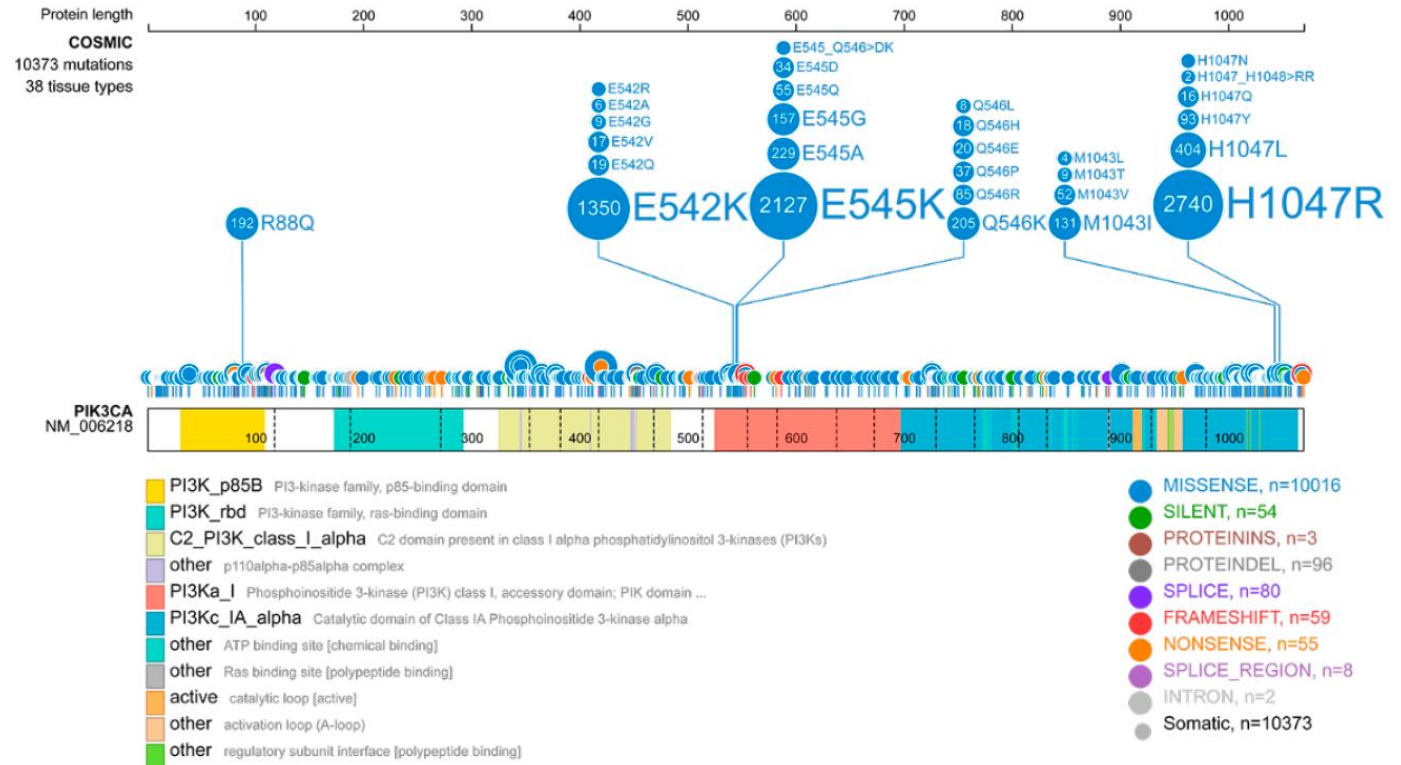 Protein length
100 200 300 400 500 600 700 800 900 1000
COSMIC
10373 mutations
38 tissue types
192 R88Q
E542R
6 E542A
9 E542G
17 E542V
19 E542Q
1350 E542K
E545_Q546>DK
34 E545D
55 E545Q
157 E545G
229 E545A
2127 E545K
8 Q546L
18 Q546H
20 Q546E
37 Q546P
85 Q546R
205 Q546K
4 M1043L
9 M1043T
52 M1043V
131 M1043I
H1047N
2 H1047_H1048>RR
16 H1047Q
93 H1047Y
404 H1047L
2740 H1047R
PIK3CA
NM_006218
100 200 300 400 500 600 700 800 900 1000
PI3K_p85B PI3-kinase family, p85-binding domain
PI3K_rbd PI3-kinase family, ras-binding domain
C2_PI3K_class_I_alpha C2 domain present in class I alpha phosphatidylinositol 3-kinases (PI3Ks)
other p110alpha-p85alpha complex
PI3Ka_I Phosphoinositide 3-kinase (PI3K) class I, accessory domain; PIK domain ...
PI3Kc_IA_alpha Catalytic domain of Class IA Phosphoinositide 3-kinase alpha
other ATP binding site [chemical binding]
other Ras binding site [polypeptide binding]
active catalytic loop [active]
other activation loop (A-loop)
other regulatory subunit interface [polypeptide binding]
MISSENSE, n=10016
SILENT, n=54
PROTEININS, n=3
PROTEINDEL, n=96
SPLICE, n=80
FRAMESHIFT, n=59
NONSENSE, n=55
SPLICE_REGION, n=8
INTRON, n=2
Somatic, n=10373